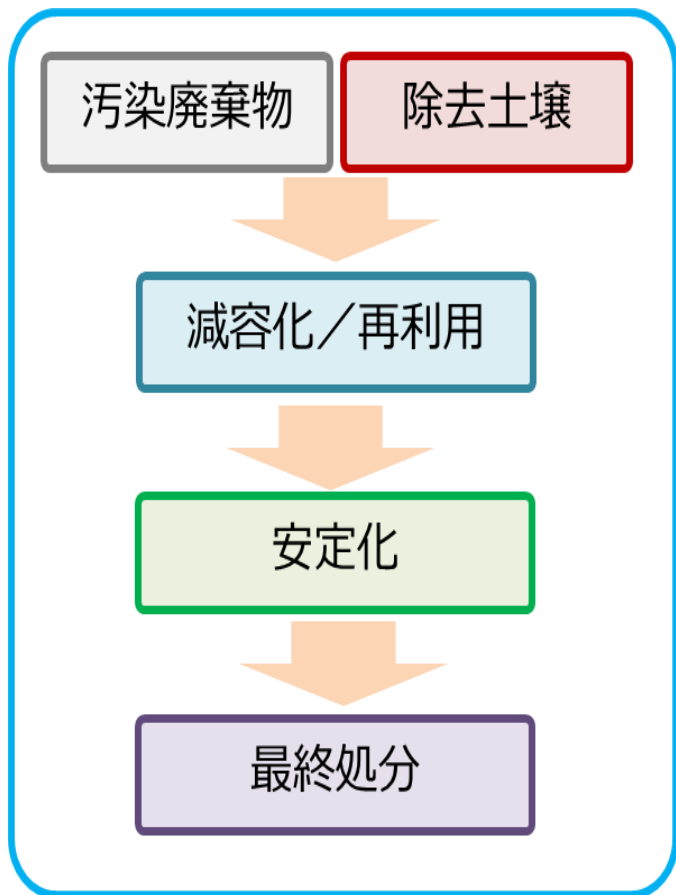 汚染廃棄物
除去土壌
減容化／再利用
安定化
最終処分